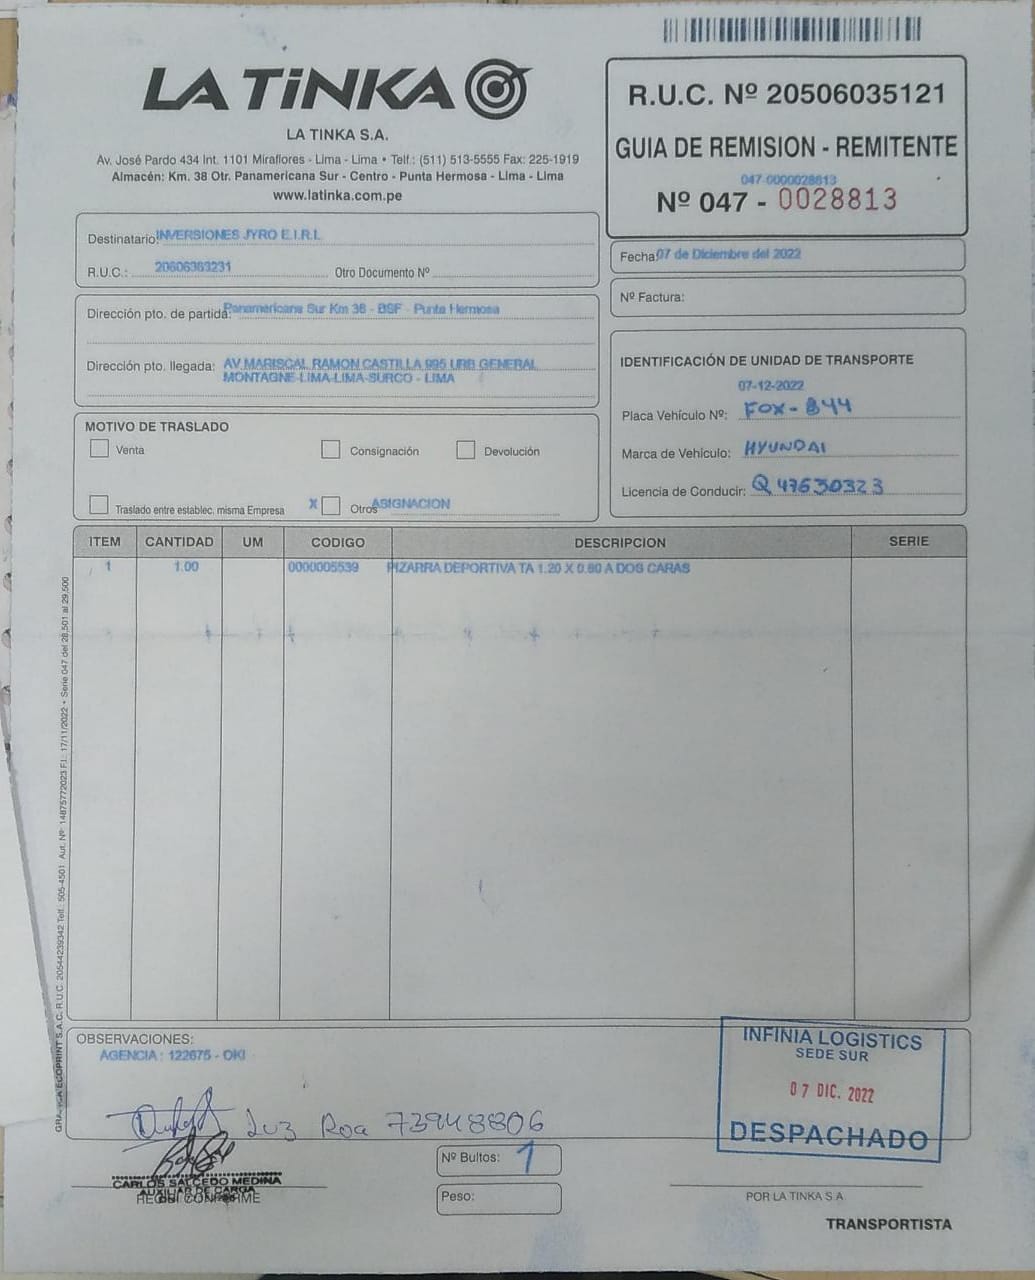 LA TiNKA
LA TINKA S.A.
Av. José Pardo 434 Int. 1101 Miraflores - Lima - Lima • Telf.: (511) 513-5555 Fax: 225-1919
Almacén: Km. 38 Otr. Panamericana Sur - Centro - Punta Hermosa - Lima - Lima
www.latinka.com.pe
R.U.C. Nº 20506035121
GUIA DE REMISION - REMITENTE
047-0000028813
Nº 047 - 0028813
Destinatario: INVERSIONES JYRO E.I.R.L
R.U.C.: 20606363231 Otro Documento Nº
Fecha: 07 de Diciembre del 2022
Nº Factura:
Dirección pto. de partida: Panamericana Sur Km 38 - BSF - Punta Hermosa
Dirección pto. llegada: AV MARISCAL RAMON CASTILLA 995 URB GENERAL
MONTAGNE-LIMA-LIMA-SURCO - LIMA
IDENTIFICACIÓN DE UNIDAD DE TRANSPORTE
07-12-2022
Placa Vehículo Nº: FOX-844
Marca de Vehículo: HYUNDAI
Licencia de Conducir: Q47630323
MOTIVO DE TRASLADO
Venta Consignación Devolución
Traslado entre establec. misma Empresa X Otros ASIGNACION
ITEM CANTIDAD UM CODIGO DESCRIPCION SERIE
1 1.00 0000005539 PIZARRA DEPORTIVA TA 1.20 X 0.80 A DOS CARAS
GRAFICA ECOPRINT S.A.C. R.U.C. 20544239342 Telf.: 505-4501 Aut. Nº: 14875772023 F.I.: 17/11/2022 • Serie 047 del 28,501 al 29,500
OBSERVACIONES:
AGENCIA : 122675 - OKI
INFINIA LOGISTICS
SEDE SUR
07 DIC. 2022
DESPACHADO
Luz Roa 73948806
CARLOS SALCEDO MEDINA
AUXILIAR DE CARGA
RECIBI CONFORME
Nº Bultos: 1
Peso:
POR LA TINKA S.A.
TRANSPORTISTA